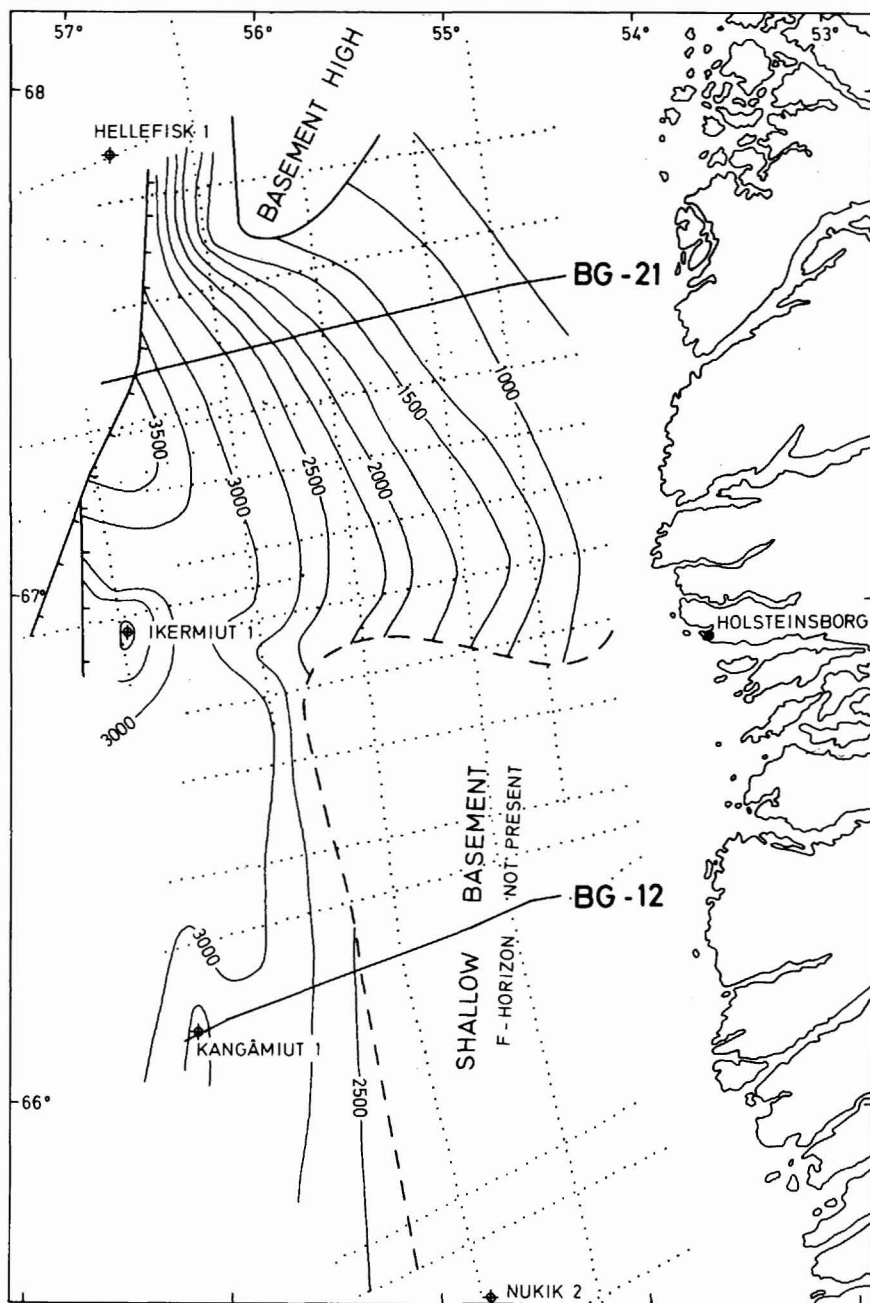 57° 56° 55° 54° 53°
68
HELLEFISK 1
BASEMENT HIGH
BG-21
1000
1500
3500
2000
2500
3000
67°
IKERMIUT 1
HOLSTEINSBORG
3000
SHALLOW BASEMENT
F-HORIZON NOT PRESENT
BG-12
3000
KANGÂMIUT 1
2500
66°
NUKIK 2